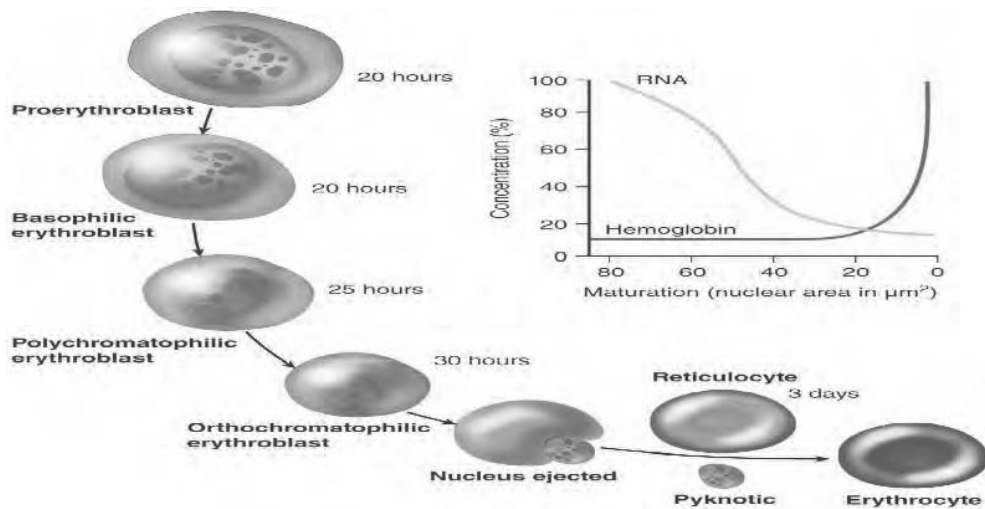 20 hours
Proerythroblast
20 hours
Basophilic
erythroblast
25 hours
Polychromatophilic
erythroblast
30 hours
Orthochromatophilic
erythroblast
Nucleus ejected
Reticulocyte
3 days
Pyknotic
Erythrocyte
100
80
60
40
20
0
Concentration (%)
RNA
Hemoglobin
80 60 40 20 0
Maturation (nuclear area in µm²)